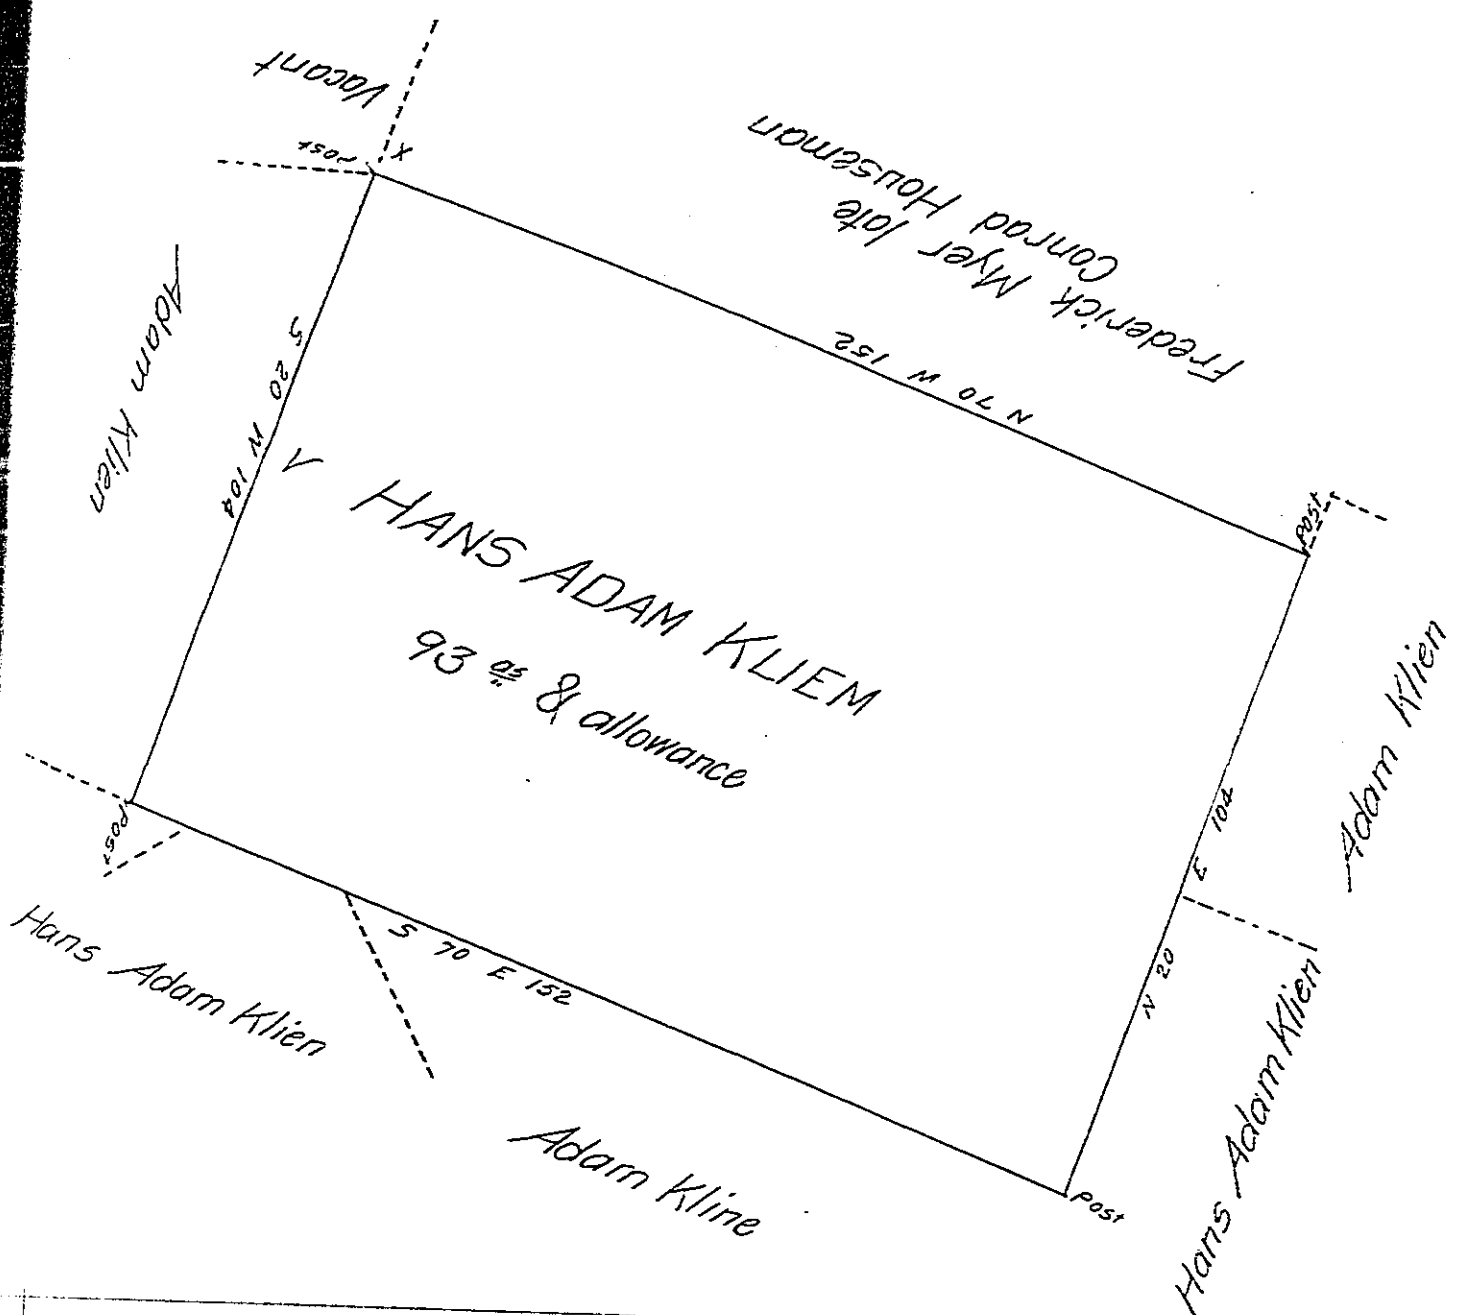 Vacant
Post X
Frederick Myer late
Conrad Houseman
N 70 W 152
Post
Adam Klien
S 20 W 104
V HANS ADAM KLIEM
93 as & allowance
Adam Klien
N 20 E 104
Post
Hans Adam Klien
S 70 E 152
Adam Kline
Hans Adam Klien
Post